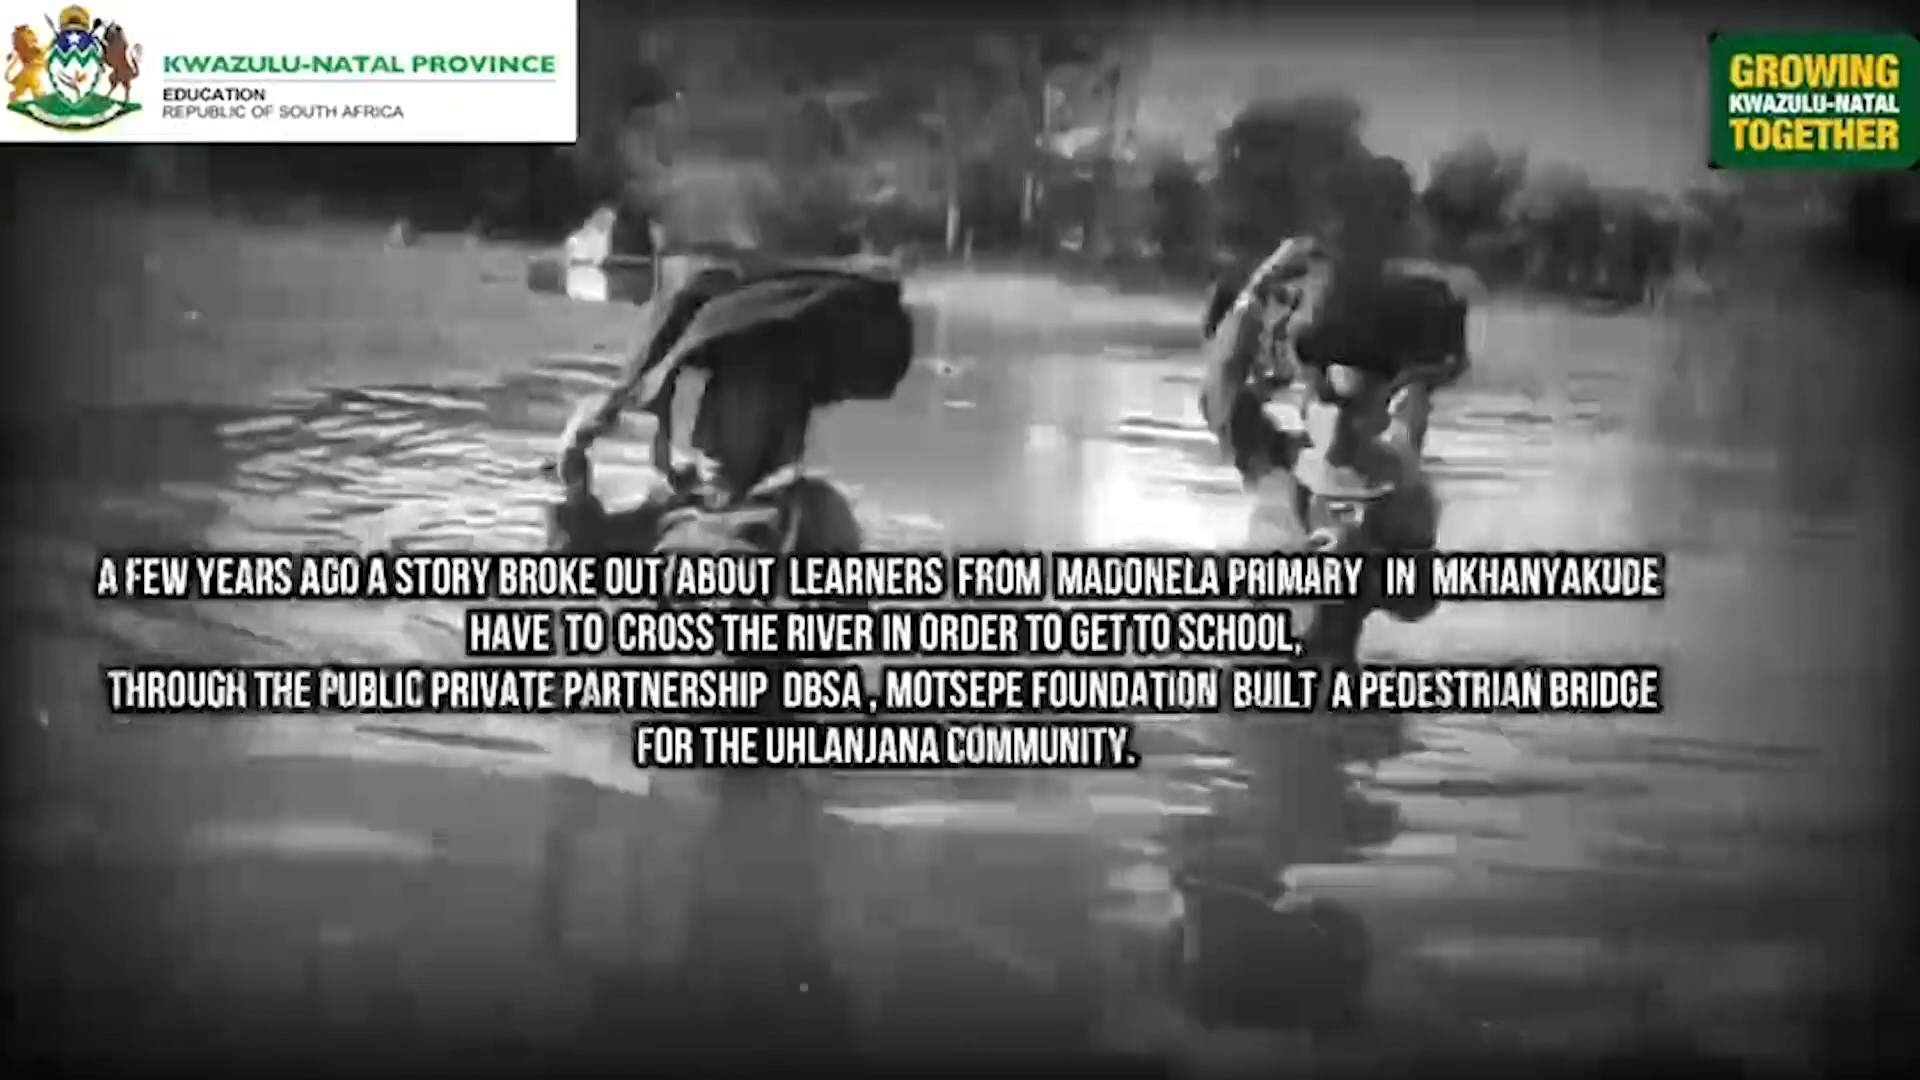 KWAZULU-NATAL PROVINCE
EDUCATION
REPUBLIC OF SOUTH AFRICA
GROWING
KWAZULU-NATAL
TOGETHER
A FEW YEARS AGO A STORY BROKE OUT ABOUT LEARNERS FROM MADONELA PRIMARY IN MKHANYAKUDE
HAVE TO CROSS THE RIVER IN ORDER TO GET TO SCHOOL,
THROUGH THE PUBLIC PRIVATE PARTNERSHIP DBSA, MOTSEPE FOUNDATION BUILT A PEDESTRIAN BRIDGE
FOR THE UHLANJANA COMMUNITY.